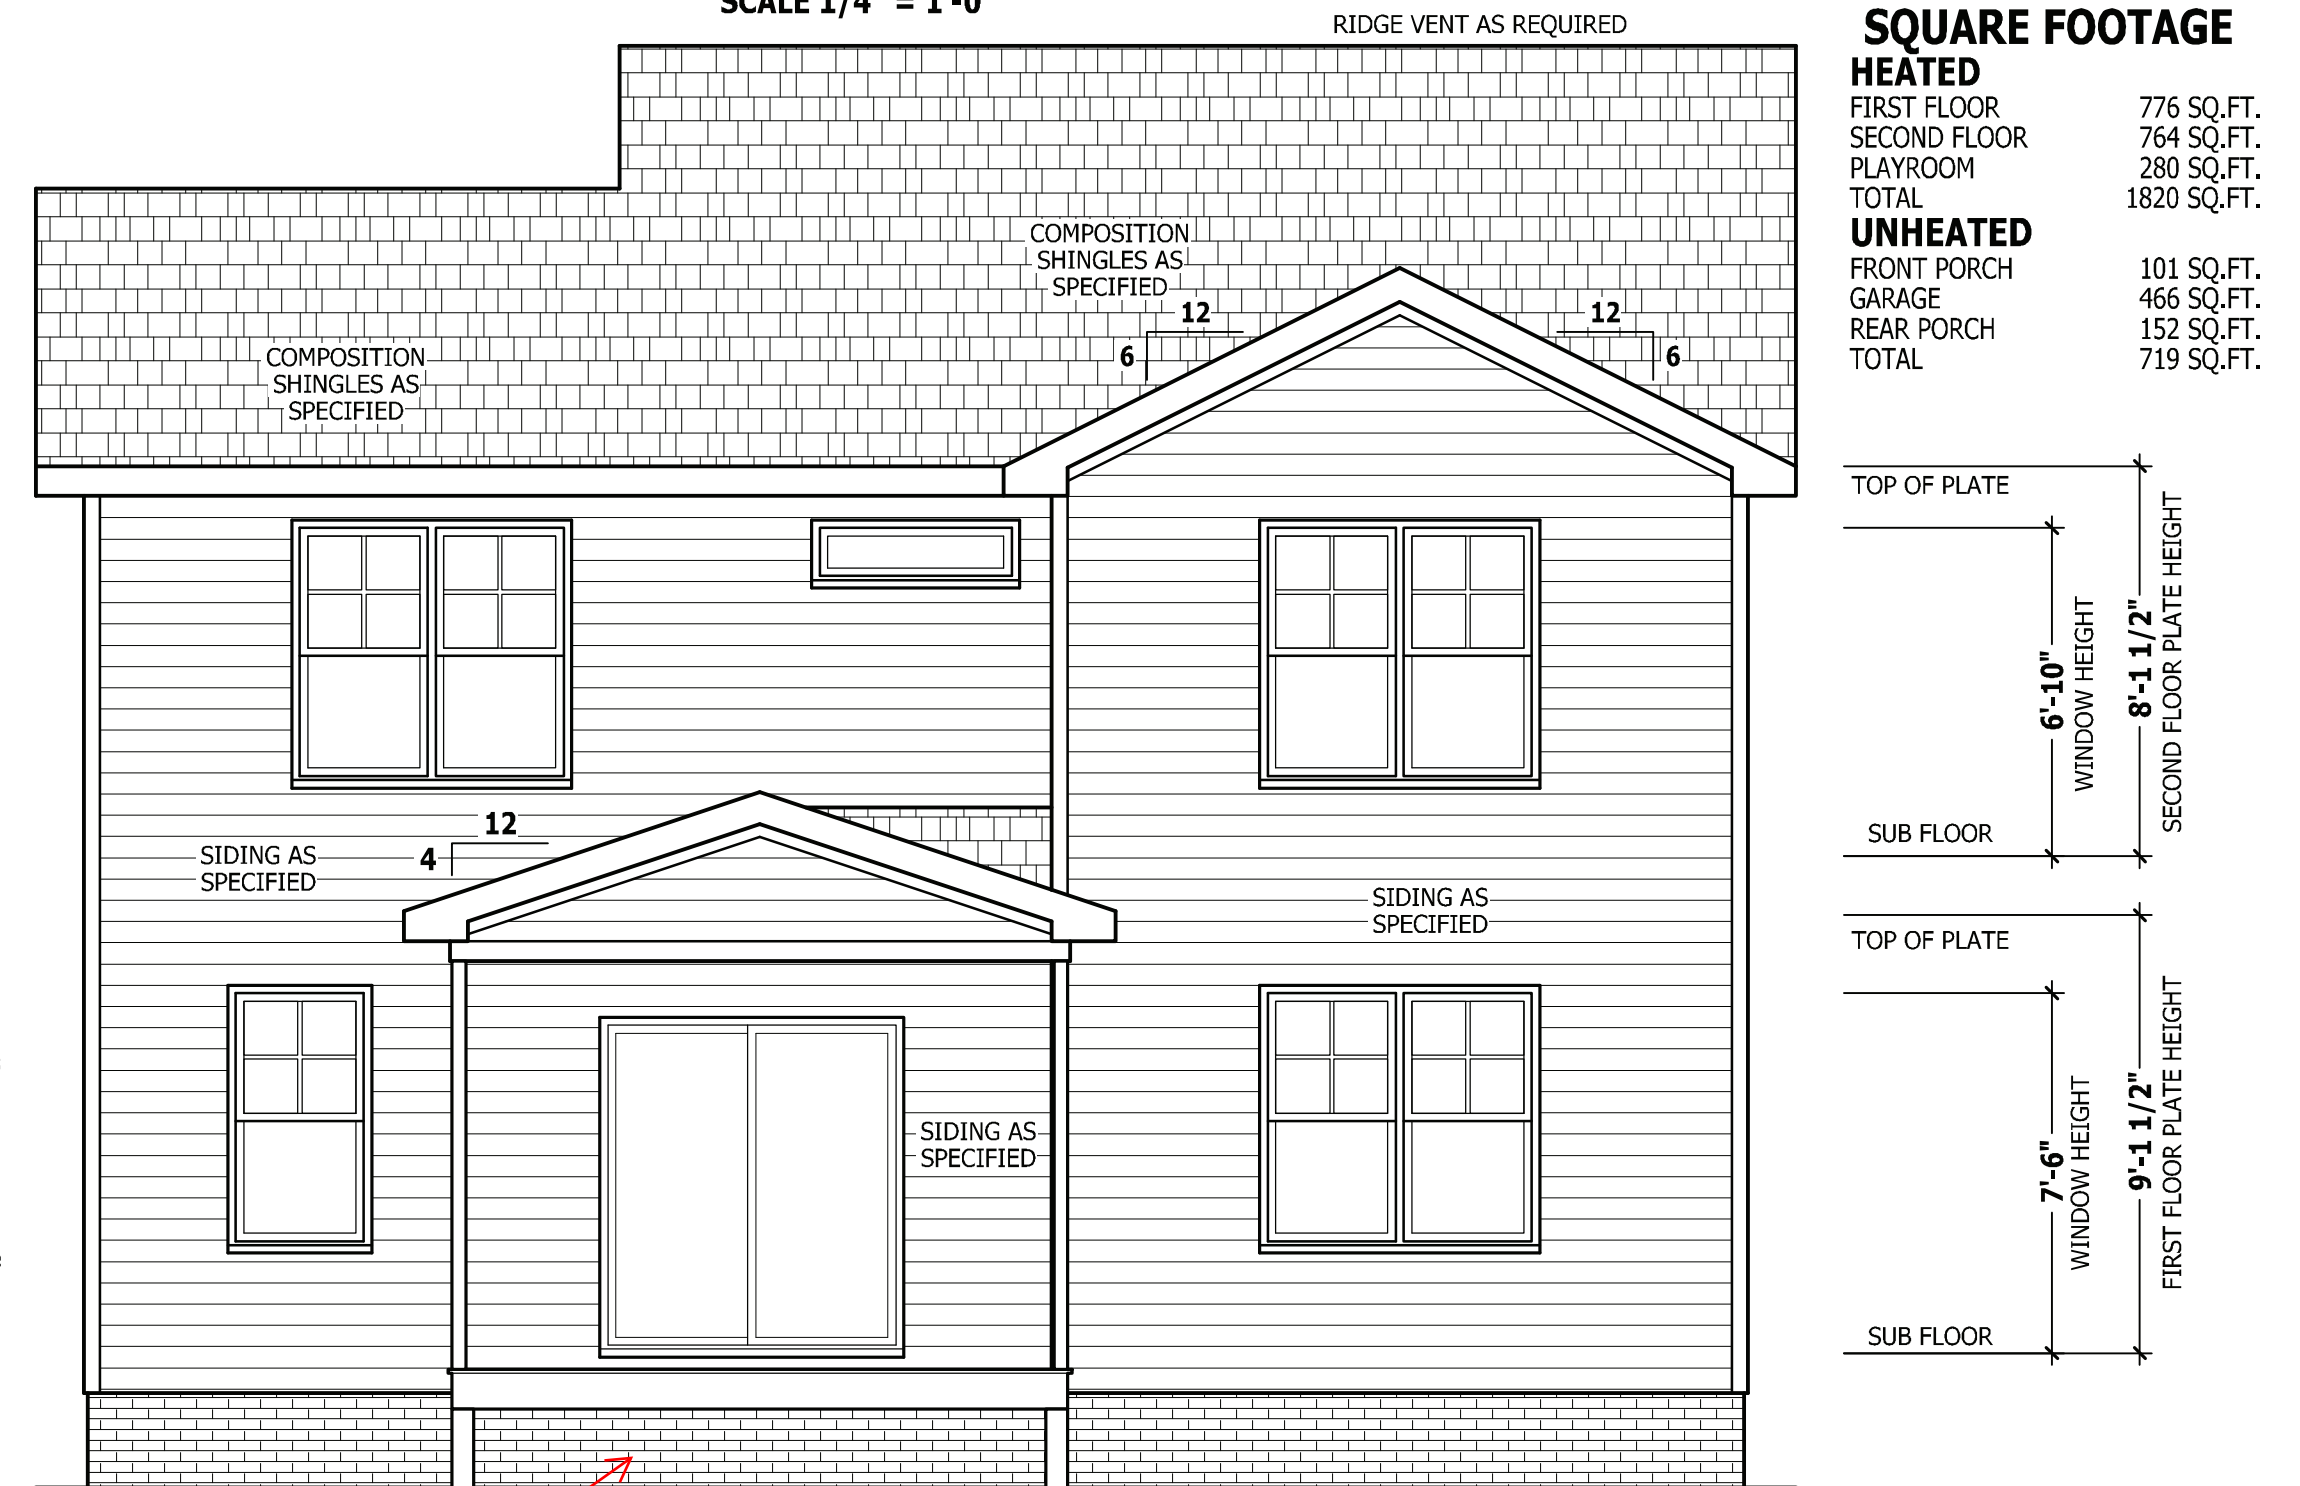 SCALE 1/4" = 1'-0"
RIDGE VENT AS REQUIRED
SQUARE FOOTAGE
HEATED
FIRST FLOOR 776 SQ.FT.
SECOND FLOOR 764 SQ.FT.
PLAYROOM 280 SQ.FT.
TOTAL 1820 SQ.FT.
UNHEATED
FRONT PORCH 101 SQ.FT.
GARAGE 466 SQ.FT.
REAR PORCH 152 SQ.FT.
TOTAL 719 SQ.FT.
COMPOSITION
SHINGLES AS
SPECIFIED
12
6
12
6
COMPOSITION
SHINGLES AS
SPECIFIED
TOP OF PLATE
6'-10"
WINDOW HEIGHT
8'-1 1/2"
SECOND FLOOR PLATE HEIGHT
SUB FLOOR
12
4
SIDING AS
SPECIFIED
SIDING AS
SPECIFIED
TOP OF PLATE
7'-6"
WINDOW HEIGHT
9'-1 1/2"
FIRST FLOOR PLATE HEIGHT
SIDING AS
SPECIFIED
SUB FLOOR